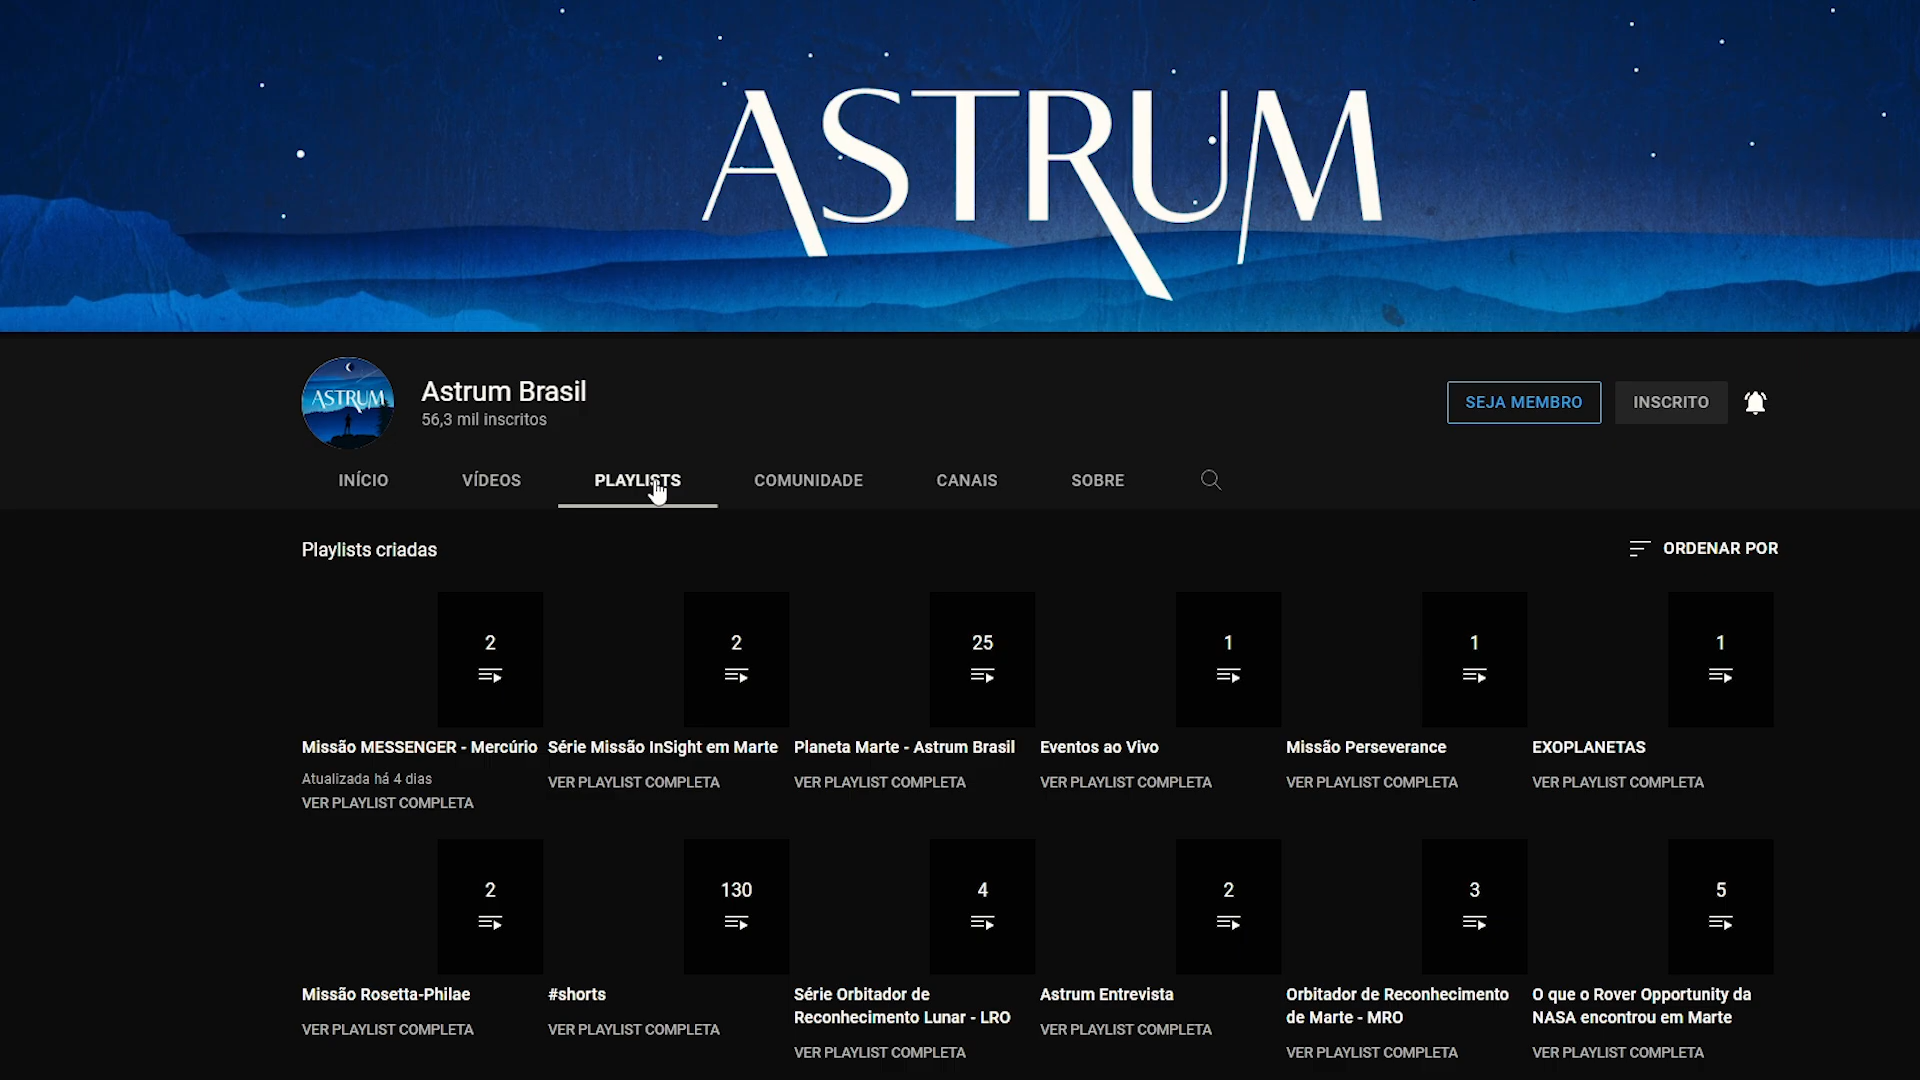 ASTRUM
ASTRUM
Astrum Brasil
56,3 mil inscritos
SEJA MEMBRO
INSCRITO
INÍCIO
VÍDEOS
PLAYLISTS
COMUNIDADE
CANAIS
SOBRE
Playlists criadas
ORDENAR POR
2
2
25
1
1
1
Missão MESSENGER - Mercúrio
Atualizada há 4 dias
VER PLAYLIST COMPLETA
Série Missão InSight em Marte
VER PLAYLIST COMPLETA
Planeta Marte - Astrum Brasil
VER PLAYLIST COMPLETA
Eventos ao Vivo
VER PLAYLIST COMPLETA
Missão Perseverance
VER PLAYLIST COMPLETA
EXOPLANETAS
VER PLAYLIST COMPLETA
2
130
4
2
3
5
Missão Rosetta-Philae
VER PLAYLIST COMPLETA
#shorts
VER PLAYLIST COMPLETA
Série Orbitador de
Reconhecimento Lunar - LRO
VER PLAYLIST COMPLETA
Astrum Entrevista
VER PLAYLIST COMPLETA
Orbitador de Reconhecimento
de Marte - MRO
VER PLAYLIST COMPLETA
O que o Rover Opportunity da
NASA encontrou em Marte
VER PLAYLIST COMPLETA